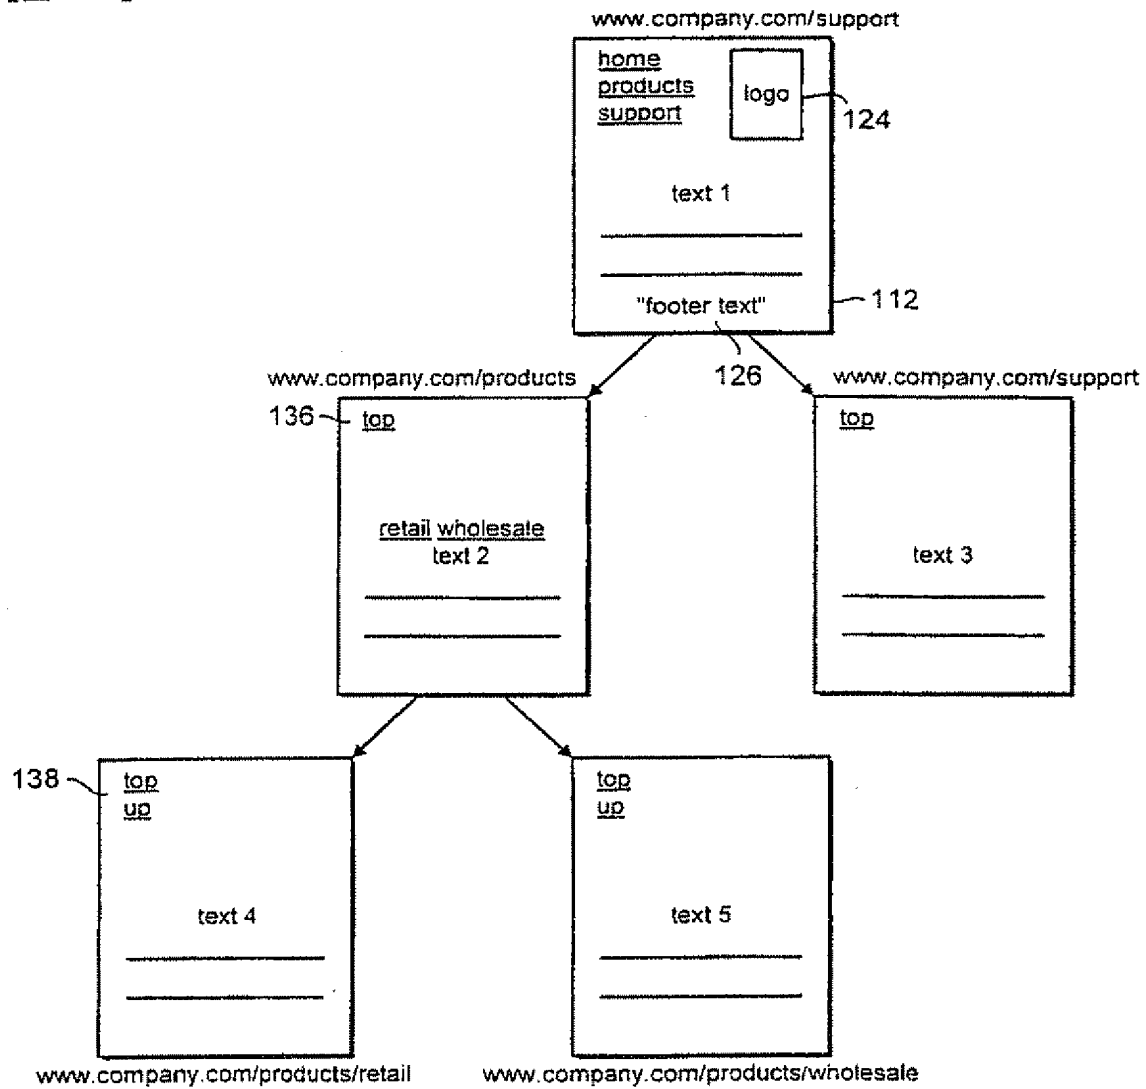 www.company.com/support
home
products
support
logo
124
text 1
"footer text"
112
126
www.company.com/products
www.company.com/support
136
top
top
retail wholesale
text 2
text 3
138
top
up
top
up
text 4
text 5
www.company.com/products/retail
www.company.com/products/wholesale